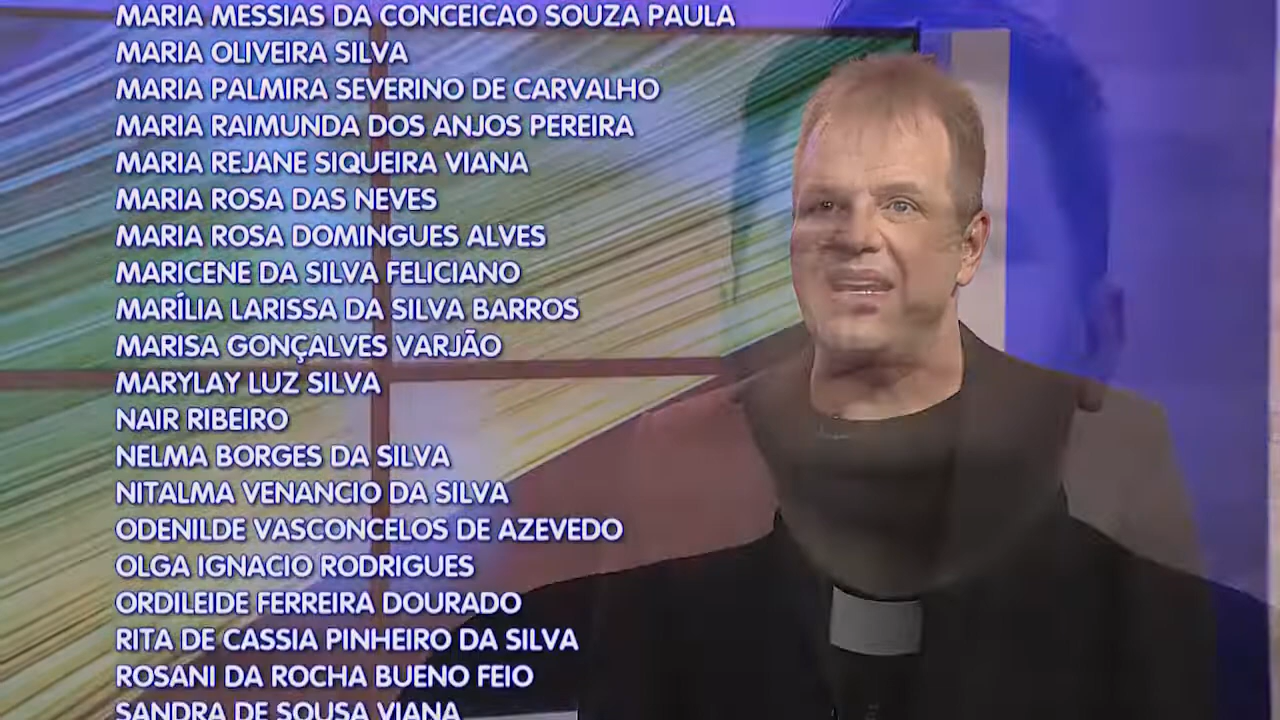 MARIA MESSIAS DA CONCEICAO SOUZA PAULA
MARIA OLIVEIRA SILVA
MARIA PALMIRA SEVERINO DE CARVALHO
MARIA RAIMUNDA DOS ANJOS PEREIRA
MARIA REJANE SIQUEIRA VIANA
MARIA ROSA DAS NEVES
MARIA ROSA DOMINGUES ALVES
MARICENE DA SILVA FELICIANO
MARÍLIA LARISSA DA SILVA BARROS
MARISA GONÇALVES VARJÃO
MARYLAY LUZ SILVA
NAIR RIBEIRO
NELMA BORGES DA SILVA
NITALMA VENANCIO DA SILVA
ODENILDE VASCONCELOS DE AZEVEDO
OLGA IGNACIO RODRIGUES
ORDILEIDE FERREIRA DOURADO
RITA DE CASSIA PINHEIRO DA SILVA
ROSANI DA ROCHA BUENO FEIO
SANDRA DE SOUSA VIANA